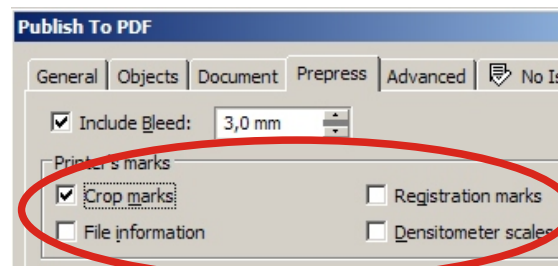 Publish To PDF
General Objects Document Prepress Advanced No Is
Include Bleed: 3,0 mm
Printer's marks
Crop marks Registration marks
File information Densitometer scales